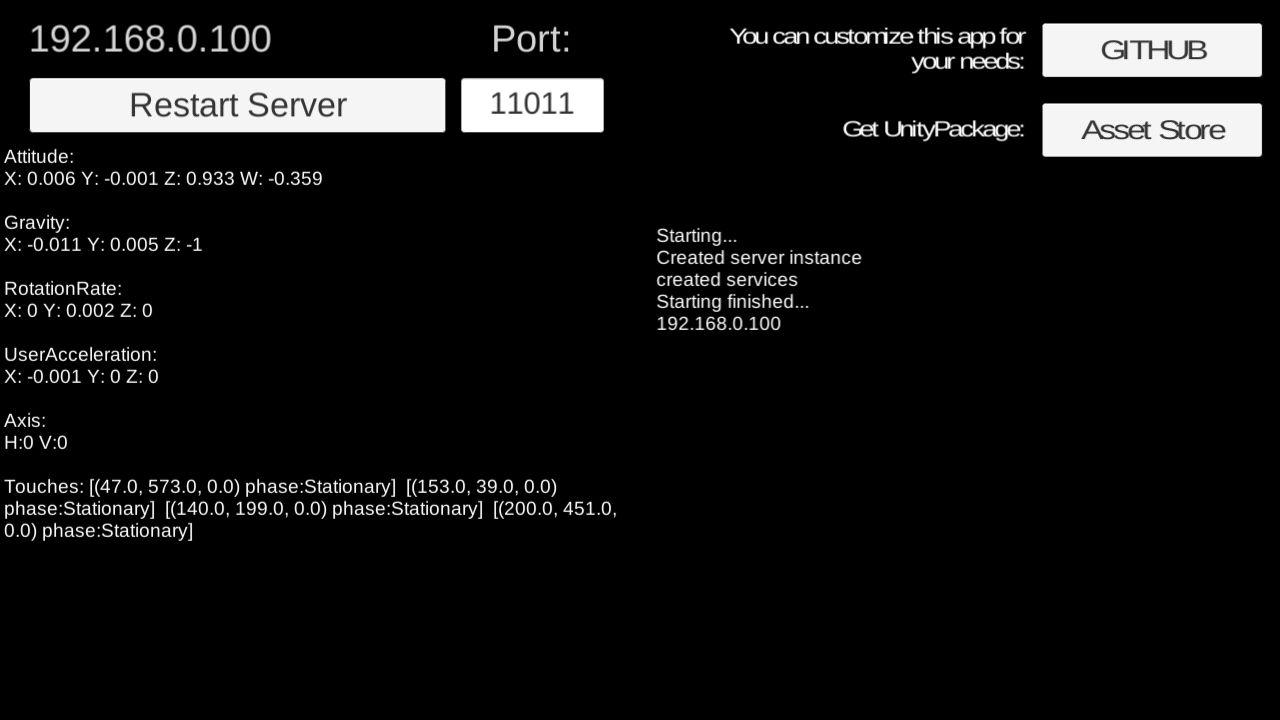 192.168.0.100
Port:
You can customize this app for
your needs:
GITHUB
Restart Server
11011
Get UnityPackage:
Asset Store
Attitude:
X: 0.006 Y: -0.001 Z: 0.933 W: -0.359
Gravity:
X: -0.011 Y: 0.005 Z: -1
RotationRate:
X: 0 Y: 0.002 Z: 0
UserAcceleration:
X: -0.001 Y: 0 Z: 0
Axis:
H:0 V:0
Touches: [(47.0, 573.0, 0.0) phase:Stationary]  [(153.0, 39.0, 0.0)
phase:Stationary]  [(140.0, 199.0, 0.0) phase:Stationary]  [(200.0, 451.0,
0.0) phase:Stationary]
Starting...
Created server instance
created services
Starting finished...
192.168.0.100